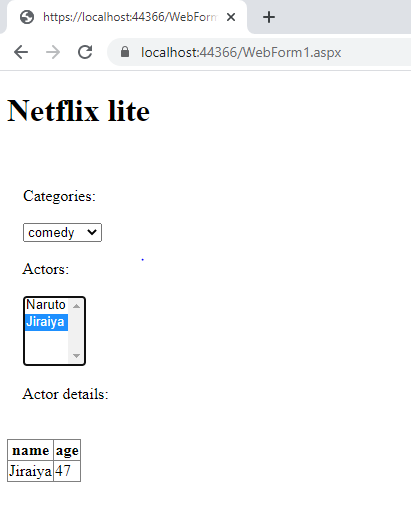 https://localhost:44366/WebForm
localhost:44366/WebForm1.aspx
Netflix lite
Categories:
comedy
Actors:
Naruto
Jiraiya
Actor details:
name age
Jiraiya 47